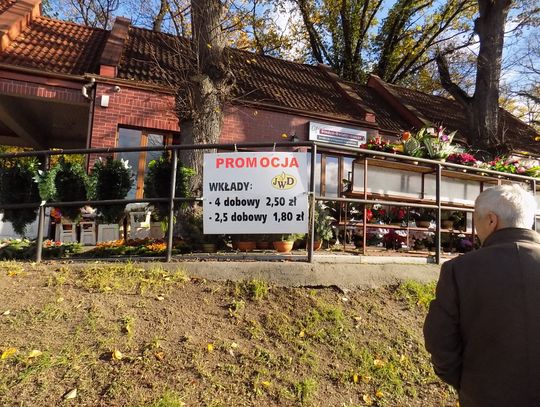 PROMOCJA
WKŁADY:
- 4 dobowy 2,50 zł
- 2,5 dobowy 1,80 zł
JWD